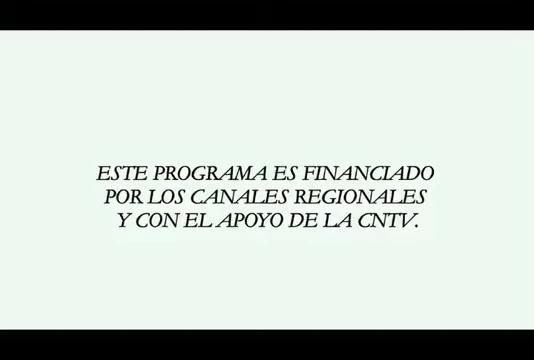 ESTE PROGRAMA ES FINANCIADO
POR LOS CANALES REGIONALES
Y CON EL APOYO DE LA CNTV.